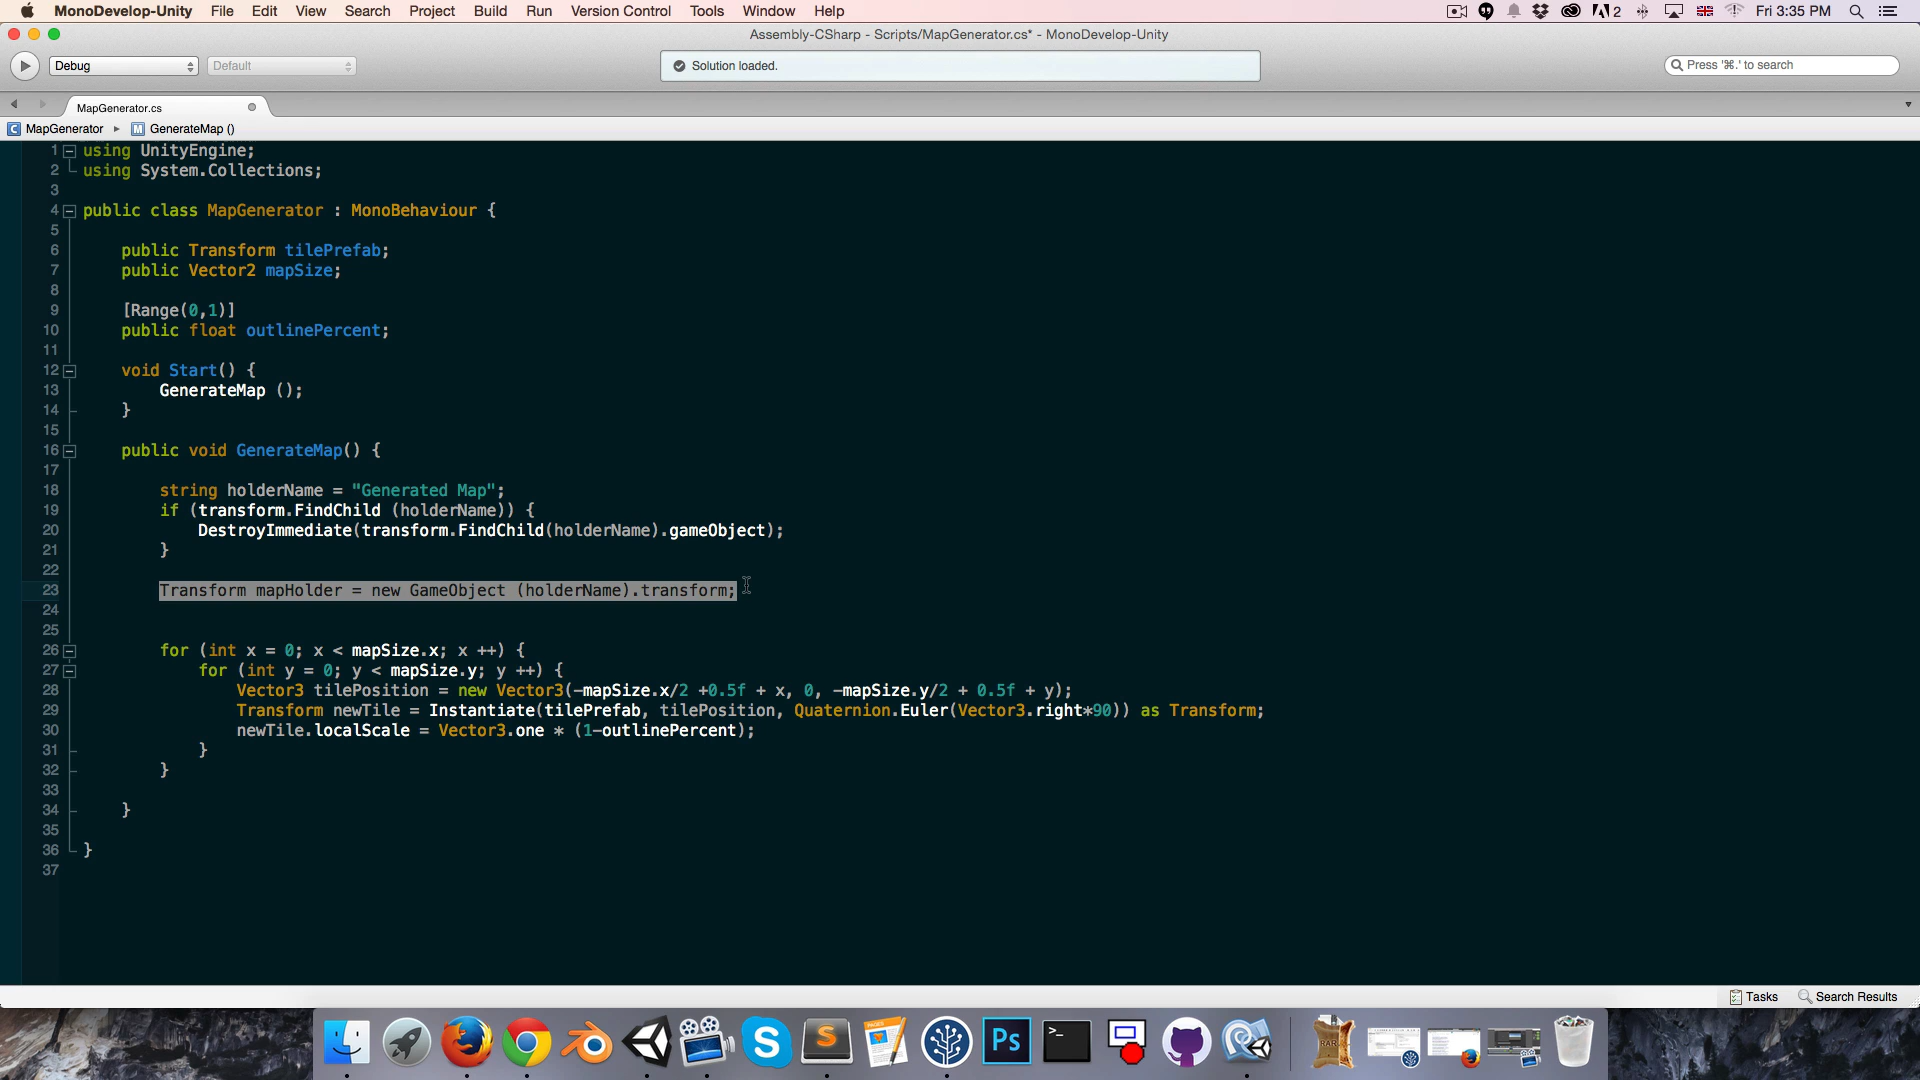 MonoDevelop-Unity File Edit View Search Project Build Run Version Control Tools Window Help 2 Fri 3:35 PM
Assembly-CSharp - Scripts/MapGenerator.cs* - MonoDevelop-Unity
Debug Default Solution loaded. Press '⌘.' to search
MapGenerator.cs
C MapGenerator M GenerateMap ()
1 using UnityEngine;
2 using System.Collections;
3
4 public class MapGenerator : MonoBehaviour {
5
6 public Transform tilePrefab;
7 public Vector2 mapSize;
8
9 [Range(0,1)]
10 public float outlinePercent;
11
12 void Start() {
13 GenerateMap ();
14 }
15
16 public void GenerateMap() {
17
18 string holderName = "Generated Map";
19 if (transform.FindChild (holderName)) {
20 DestroyImmediate(transform.FindChild(holderName).gameObject);
21 }
22
23 Transform mapHolder = new GameObject (holderName).transform;
24
25
26 for (int x = 0; x < mapSize.x; x ++) {
27 for (int y = 0; y < mapSize.y; y ++) {
28 Vector3 tilePosition = new Vector3(-mapSize.x/2 +0.5f + x, 0, -mapSize.y/2 + 0.5f + y);
29 Transform newTile = Instantiate(tilePrefab, tilePosition, Quaternion.Euler(Vector3.right*90)) as Transform;
30 newTile.localScale = Vector3.one * (1-outlinePercent);
31 }
32 }
33
34 }
35
36 }
37
Tasks Search Results
S S Ps >_ RAR